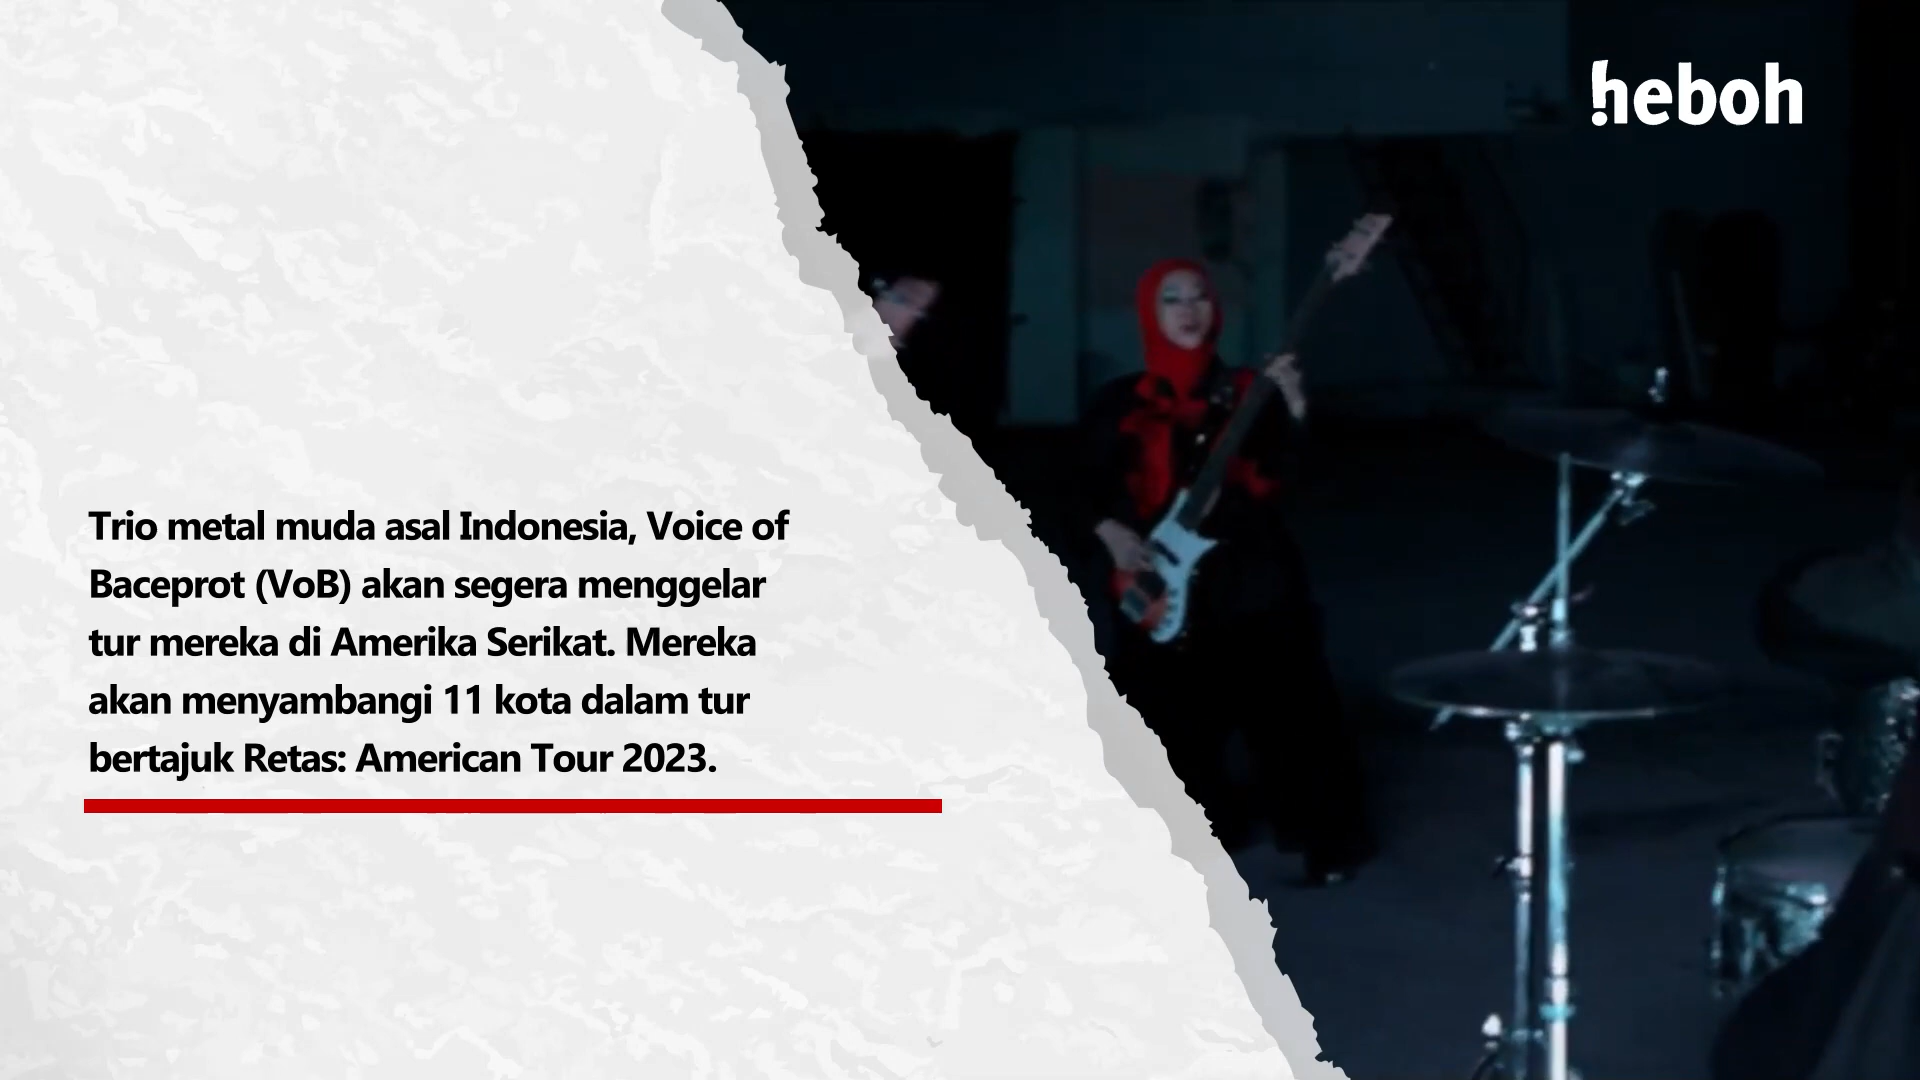 heboh
Trio metal muda asal Indonesia, Voice of
Baceprot (VoB) akan segera menggelar
tur mereka di Amerika Serikat. Mereka
akan menyambangi 11 kota dalam tur
bertajuk Retas: American Tour 2023.